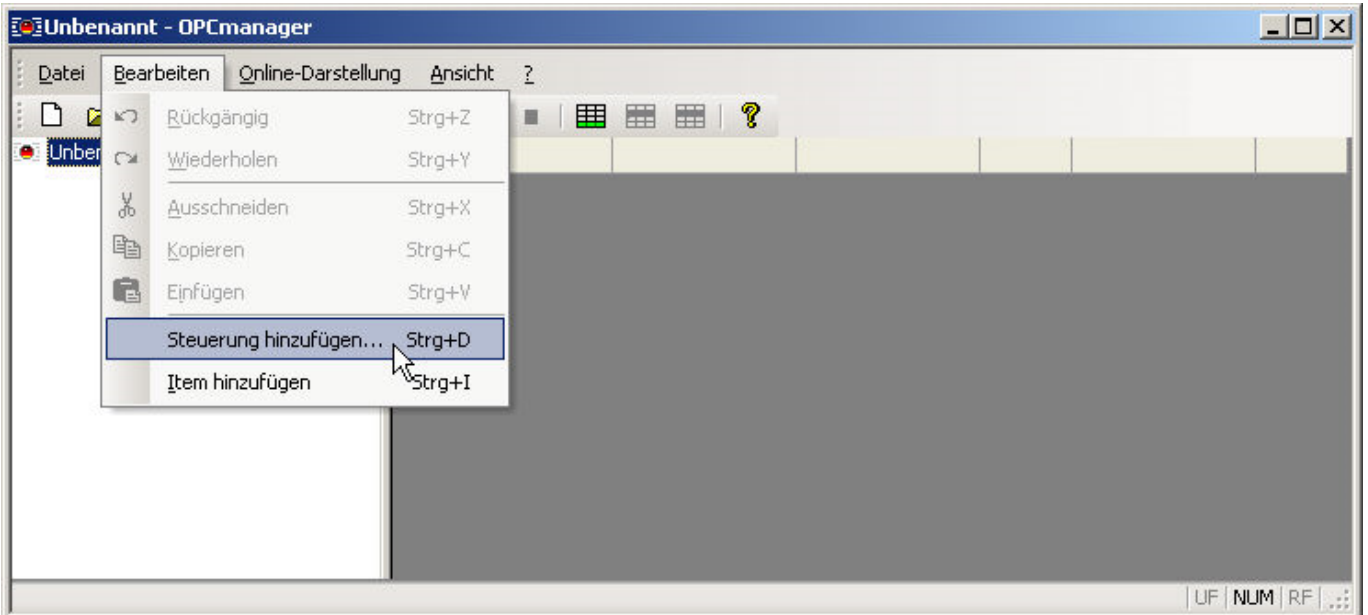 Unbenannt - OPCmanager
Datei Bearbeiten Online-Darstellung Ansicht ?
Unben
Rückgängig Strg+Z
Wiederholen Strg+Y
Ausschneiden Strg+X
Kopieren Strg+C
Einfügen Strg+V
Steuerung hinzufügen... Strg+D
Item hinzufügen Strg+I
UF NUM RF